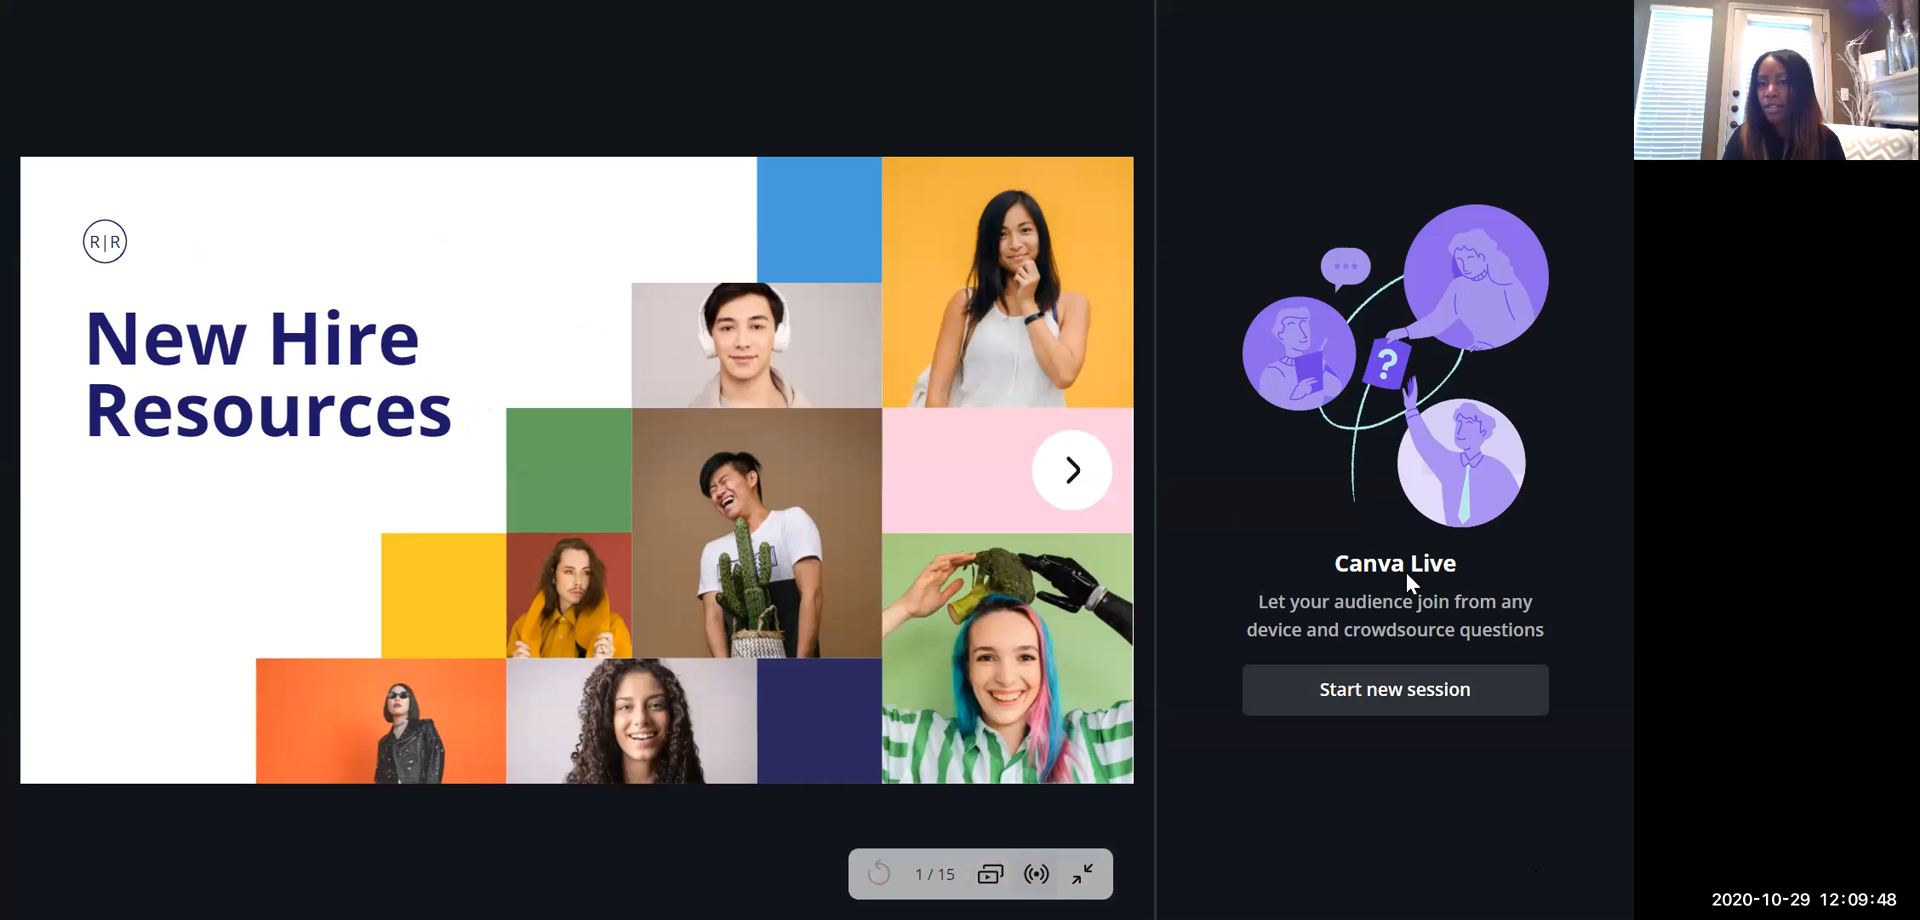 R|R
New Hire
Resources
?
Canva Live
Let your audience join from any
device and crowdsource questions
Start new session
1 / 15
2020-10-29 12:09:48